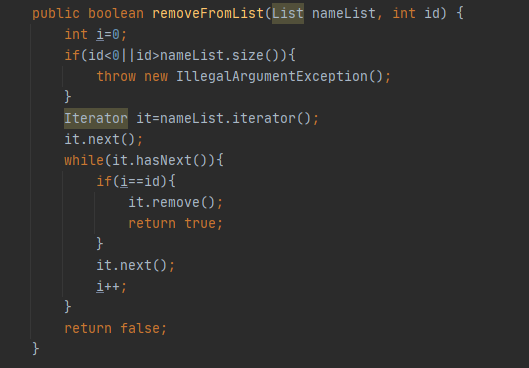 public boolean removeFromList(List nameList, int id) {
int i=0;
if(id<0||id>nameList.size()){
throw new IllegalArgumentException();
}
Iterator it=nameList.iterator();
it.next();
while(it.hasNext()){
if(i==id){
it.remove();
return true;
}
it.next();
i++;
}
return false;
}